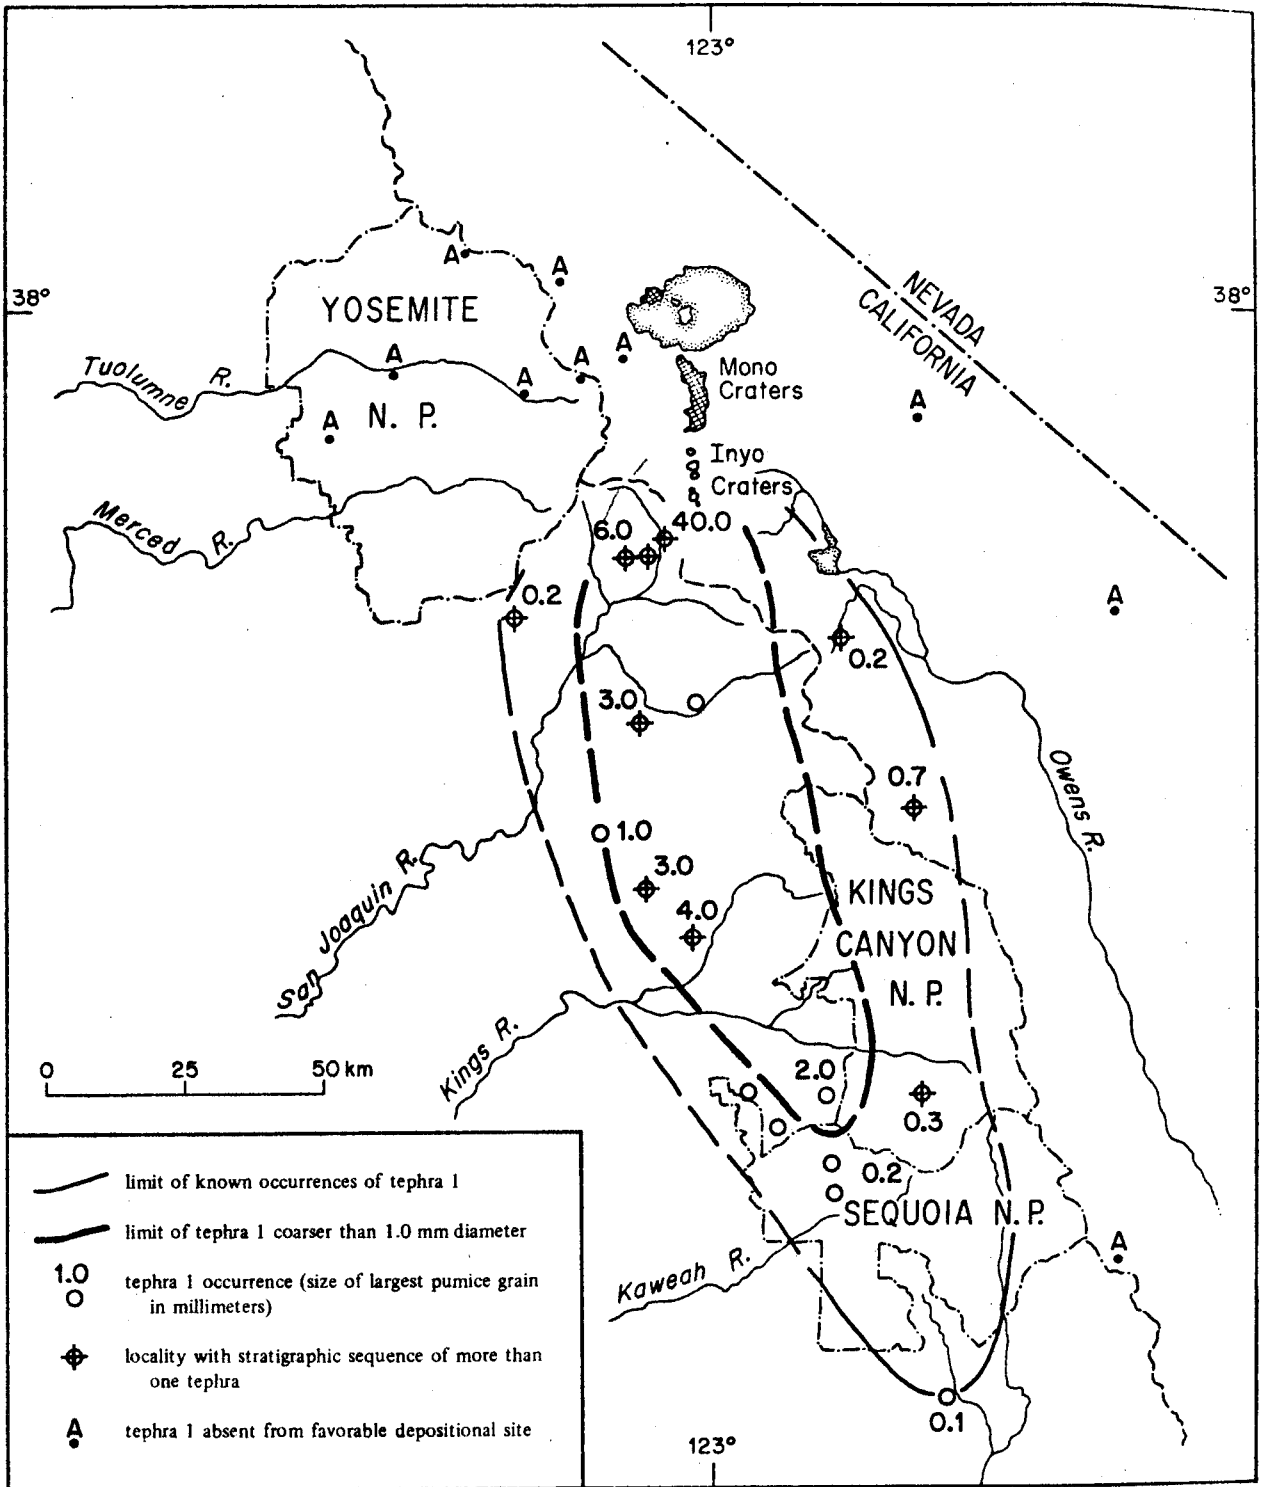 123°
38°
38°
NEVADA
CALIFORNIA
A
A
YOSEMITE
A
A
A
A
Tuolumne R.
Mono
Craters
A
A
N. P.
Inyo
Craters
Merced R.
6.0
40.0
0.2
A
0.2
3.0
0.7
Owens R.
1.0
3.0
KINGS
4.0
CANYON
San Joaquin R.
N. P.
Kings R.
0 25 50 km
2.0
0.3
0.2
SEQUOIA N. P.
A
Kaweah R.
0.1
123°
limit of known occurrences of tephra 1
limit of tephra 1 coarser than 1.0 mm diameter
1.0
tephra 1 occurrence (size of largest pumice grain
in millimeters)
locality with stratigraphic sequence of more than
one tephra
A
tephra 1 absent from favorable depositional site